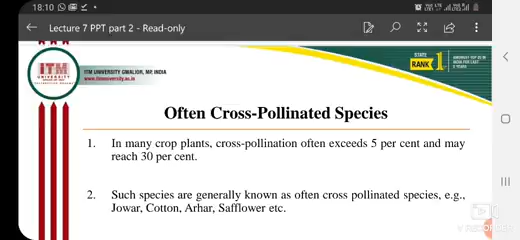 18:10
Lecture 7 PPT part 2 - Read-only
ITM
UNIVERSITY
ITM UNIVERSITY GWALIOR, MP, INDIA
www.itmuniversity.ac.in
STATE
RANK 1
Often Cross-Pollinated Species
1. In many crop plants, cross-pollination often exceeds 5 per cent and may
reach 30 per cent.
2. Such species are generally known as often cross pollinated species, e.g.,
Jowar, Cotton, Arhar, Safflower etc.
V RECORDER